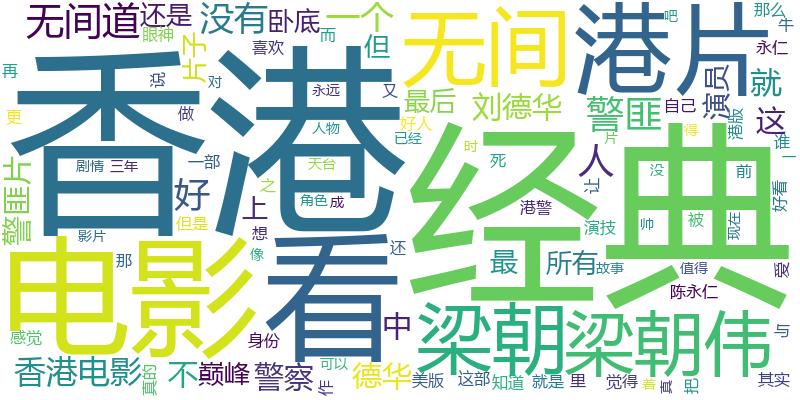 无间道
还是
没有
卧底
一个
但
无间
港片
那么
吧
牛
眼神
而
喜欢
片子
再
香港
说
对
永远
又
最后
刘德华
警匪
演员
就
永仁
自己
这
港版
谁
更
做
人物
已经
好人
片
得
警匪片
剧情
三年
一部
天台
经典
时
死
人
让
没
前
一
好看
好
之
角色
成
上
但是
想
港警
演技
帅
被
现在
影片
电影
那
像
看
还
最
所有
故事
值得
爱
陈永仁
感觉
身份
中
梁朝
梁朝伟
与
香港电影
真的
不
巅峰
警察
作
可以
德华
美版
这部
知道
就是
里
觉得
着
真
把
其实